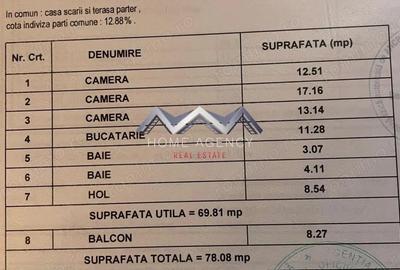 In comun : casa scarii si terasa parter ,
cota indiviza parti comune : 12.88% .
Nr. Crt. DENUMIRE SUPRAFATA (mp)
1 CAMERA 12.51
2 CAMERA 17.16
3 CAMERA 13.14
4 BUCATARIE 11.28
HOME AGENCY
REAL ESTATE
5 BAIE 3.07
6 BAIE 4.11
7 HOL 8.54
SUPRAFATA UTILA = 69.81 mp
8 BALCON 8.27
SUPRAFATA TOTALA = 78.08 mp